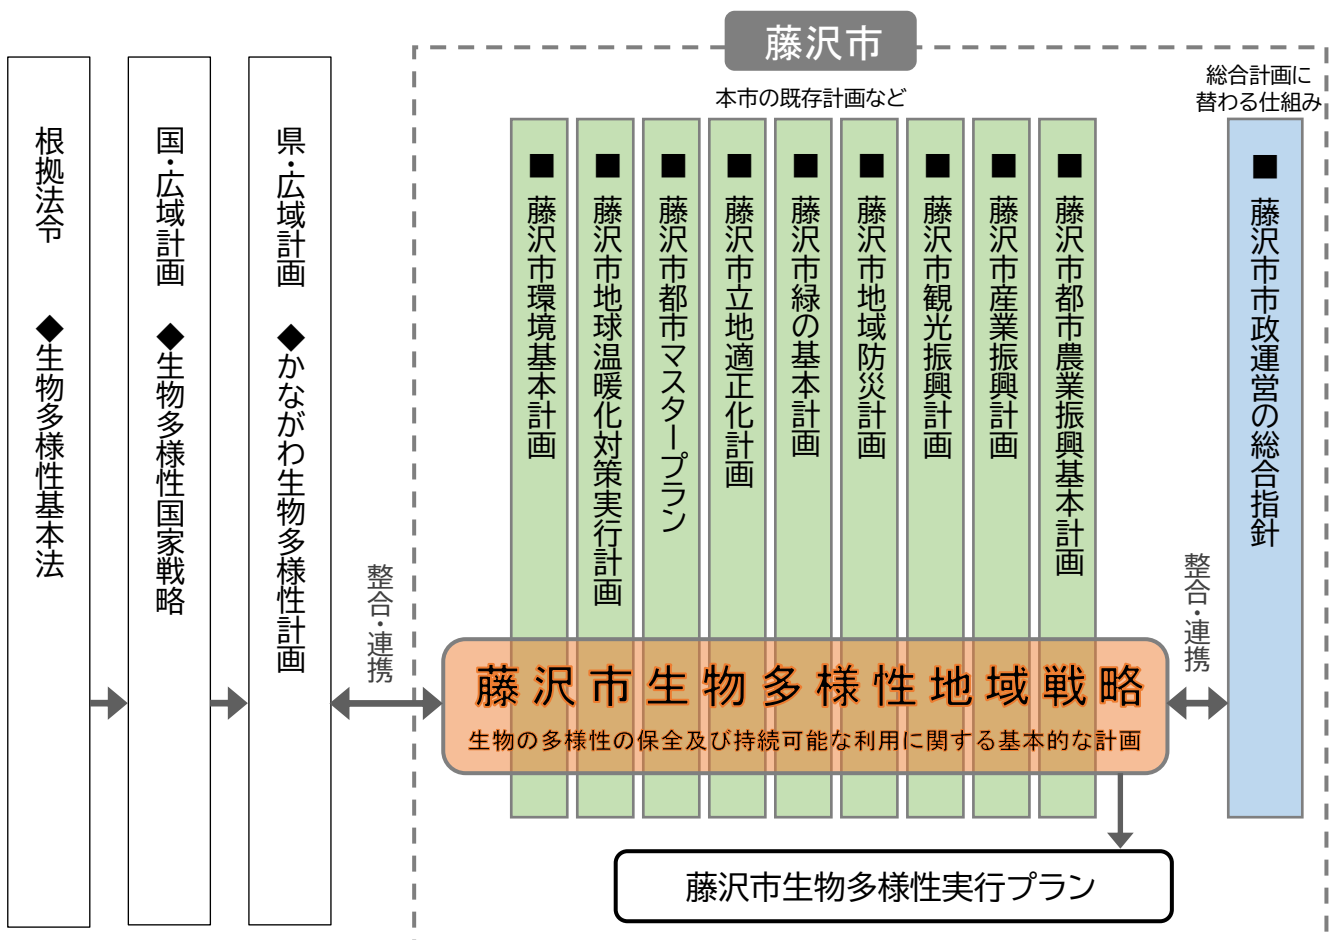 藤沢市
根拠法令 ◆生物多様性基本法
国・広域計画 ◆生物多様性国家戦略
県・広域計画 ◆かながわ生物多様性計画
整合・連携
本市の既存計画など
■ 藤沢市環境基本計画
■ 藤沢市地球温暖化対策実行計画
■ 藤沢市都市マスタープラン
■ 藤沢市立地適正化計画
■ 藤沢市緑の基本計画
■ 藤沢市地域防災計画
■ 藤沢市観光振興計画
■ 藤沢市産業振興計画
■ 藤沢市都市農業振興基本計画
総合計画に
替わる仕組み
■ 藤沢市市政運営の総合指針
整合・連携
藤沢市生物多様性地域戦略
生物の多様性の保全及び持続可能な利用に関する基本的な計画
藤沢市生物多様性実行プラン